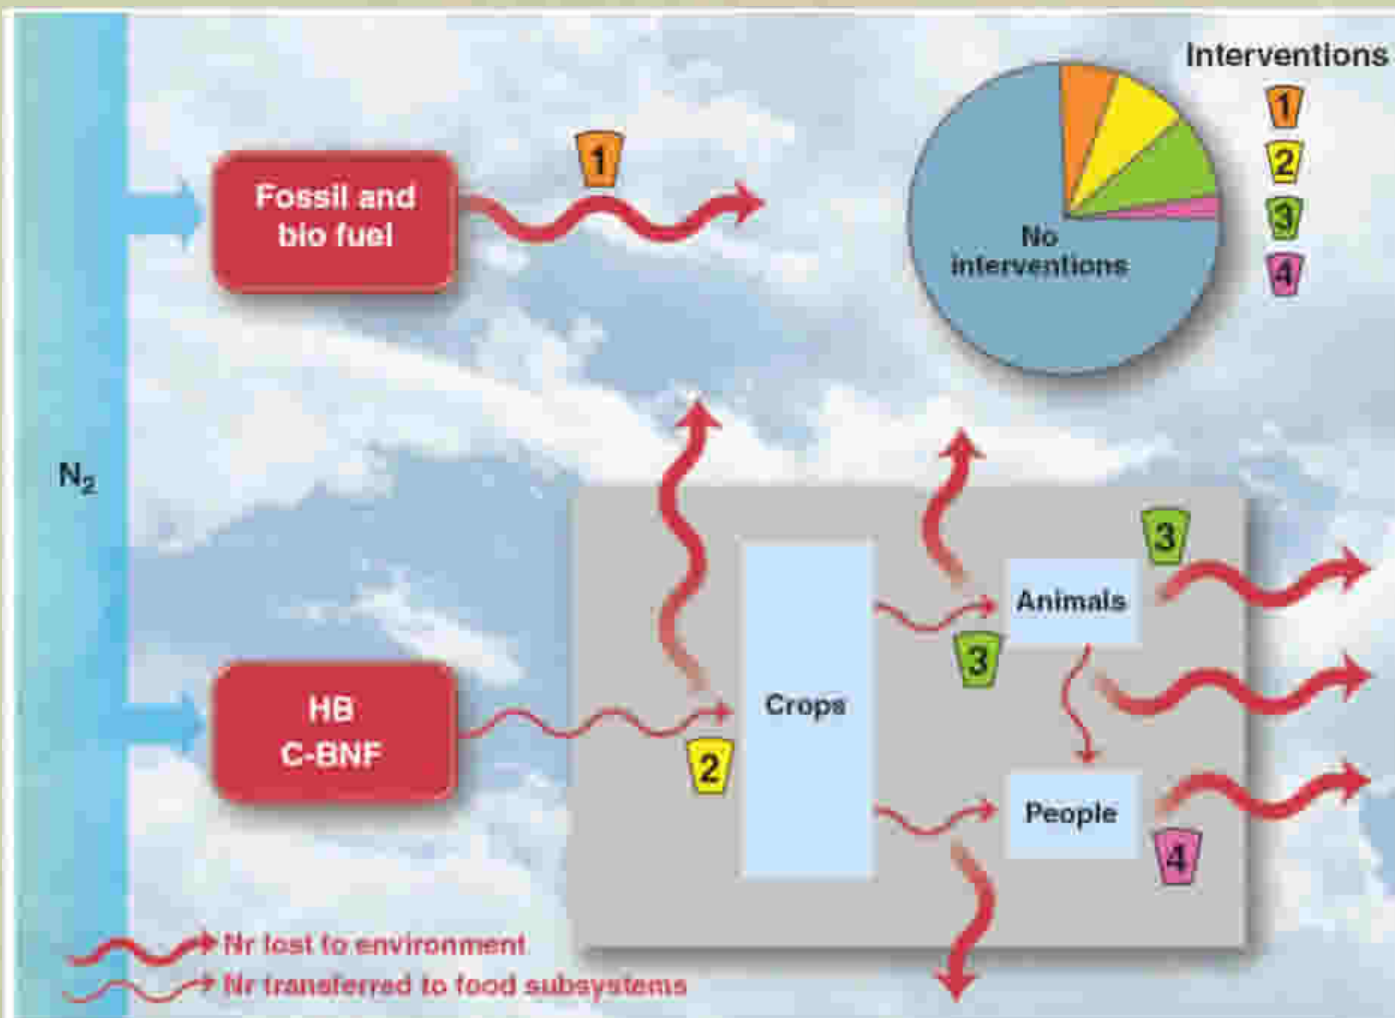 Interventions
1
2
3
4
No
interventions
Fossil and
bio fuel
1
N₂
HB
C-BNF
2
Crops
3
Animals
3
People
4
Nr lost to environment
Nr transferred to food subsystems